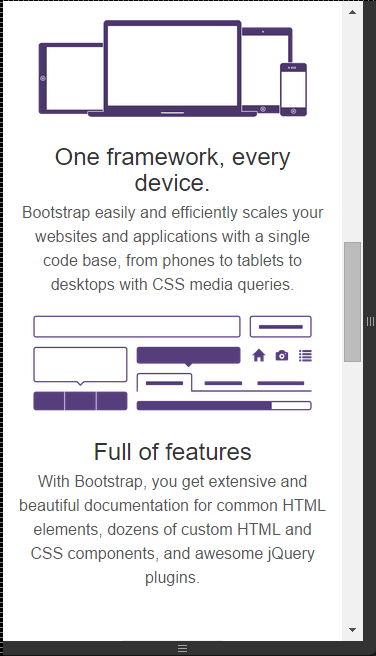 One framework, every
device.
Bootstrap easily and efficiently scales your
websites and applications with a single
code base, from phones to tablets to
desktops with CSS media queries.
Full of features
With Bootstrap, you get extensive and
beautiful documentation for common HTML
elements, dozens of custom HTML and
CSS components, and awesome jQuery
plugins.